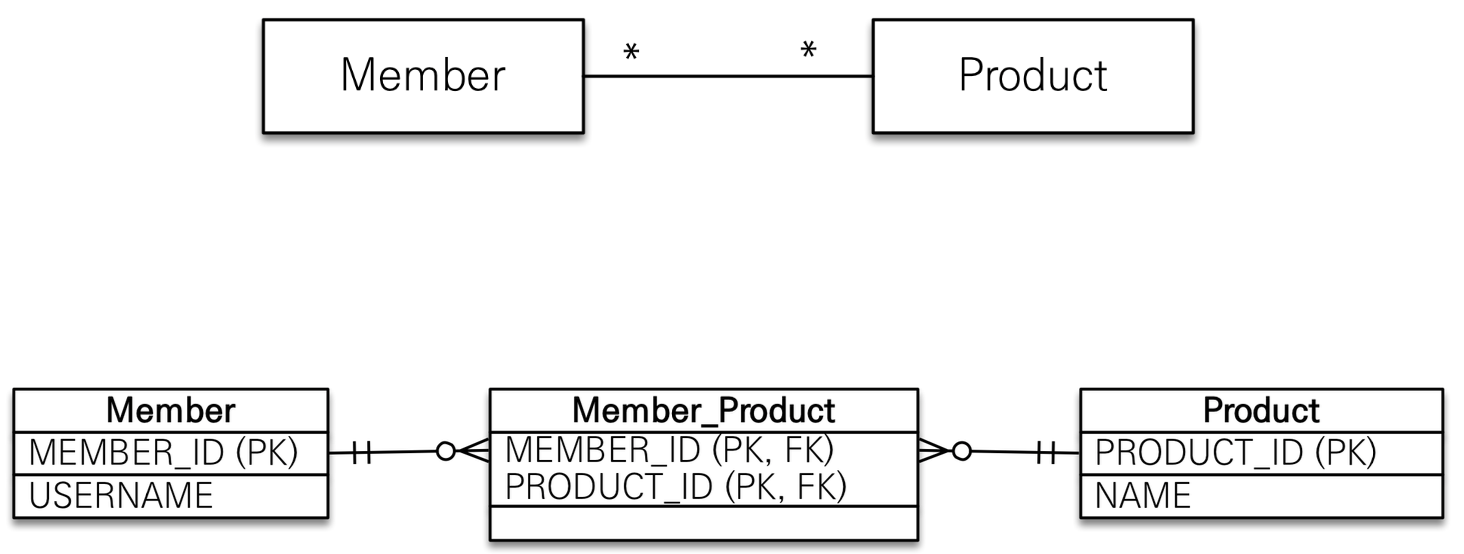 Member
*
*
Product
Member
MEMBER_ID (PK)
USERNAME
Member_Product
MEMBER_ID (PK, FK)
PRODUCT_ID (PK, FK)
Product
PRODUCT_ID (PK)
NAME